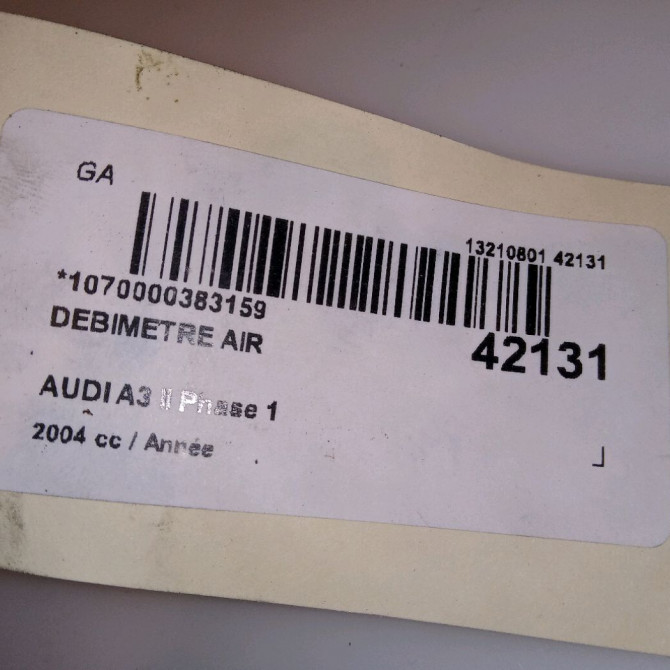 GA
13210801 42131
*1070000383159
DEBIMETRE AIR
42131
AUDI A3 II Phase 1
2004 cc / Année